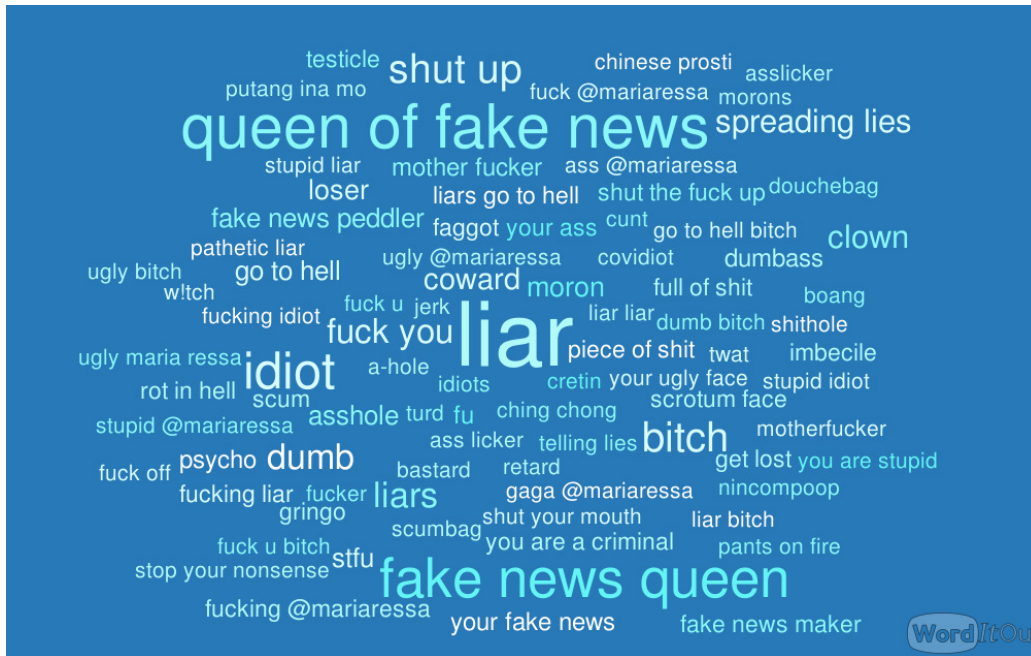 testicle shut up chinese prosti asslicker
putang ina mo fuck @mariaressa morons
queen of fake news spreading lies
stupid liar mother fucker ass @mariaressa
loser liars go to hell shut the fuck up douchebag
fake news peddler faggot your ass cunt go to hell bitch clown
pathetic liar ugly @mariaressa covidiot dumbass
ugly bitch go to hell coward moron full of shit boang
w!tch fuck u jerk liar liar
fucking idiot fuck you liar dumb bitch shithole
ugly maria ressa idiot a-hole piece of shit twat imbecile
rot in hell scum idiots cretin your ugly face stupid idiot
stupid @mariaressa asshole turd fu ching chong scrotum face
ass licker telling lies bitch motherfucker
fuck off psycho dumb bastard retard get lost you are stupid
fucking liar fucker liars gaga @mariaressa nincompoop
gringo scumbag shut your mouth liar bitch
fuck u bitch stfu you are a criminal pants on fire
stop your nonsense fake news queen
fucking @mariaressa your fake news fake news maker
WordItOu